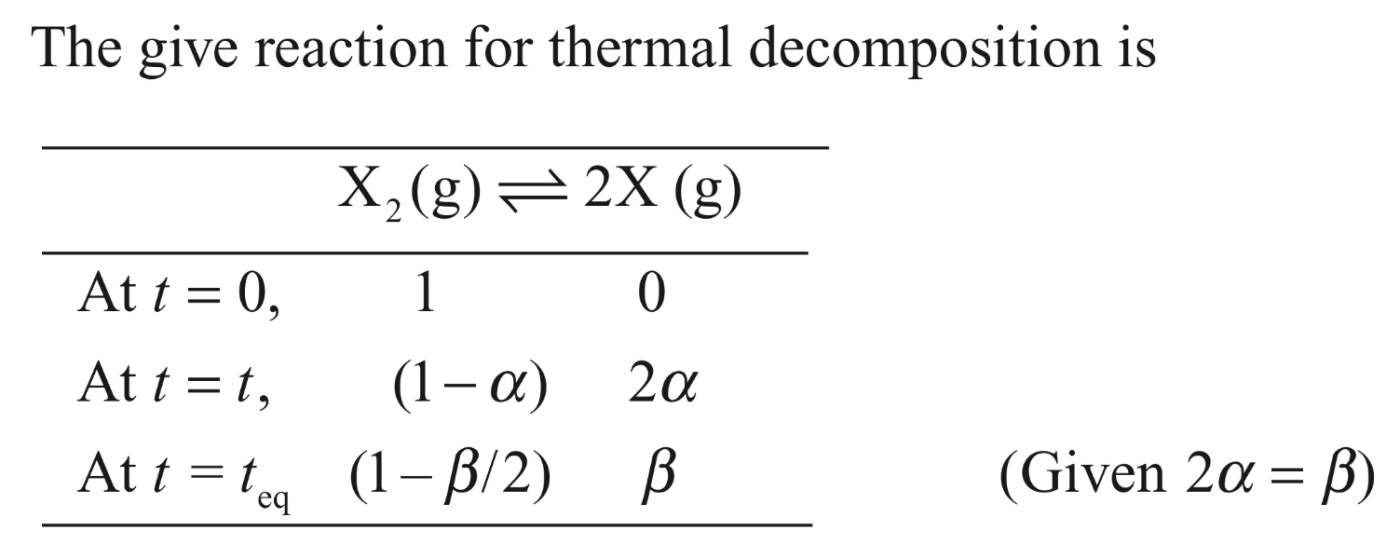 The give reaction for thermal decomposition is
X₂(g) ⇌ 2X (g)
At t = 0, 1 0
At t = t, (1 – α) 2α
At t = t_eq (1 – β/2) β (Given 2α = β)